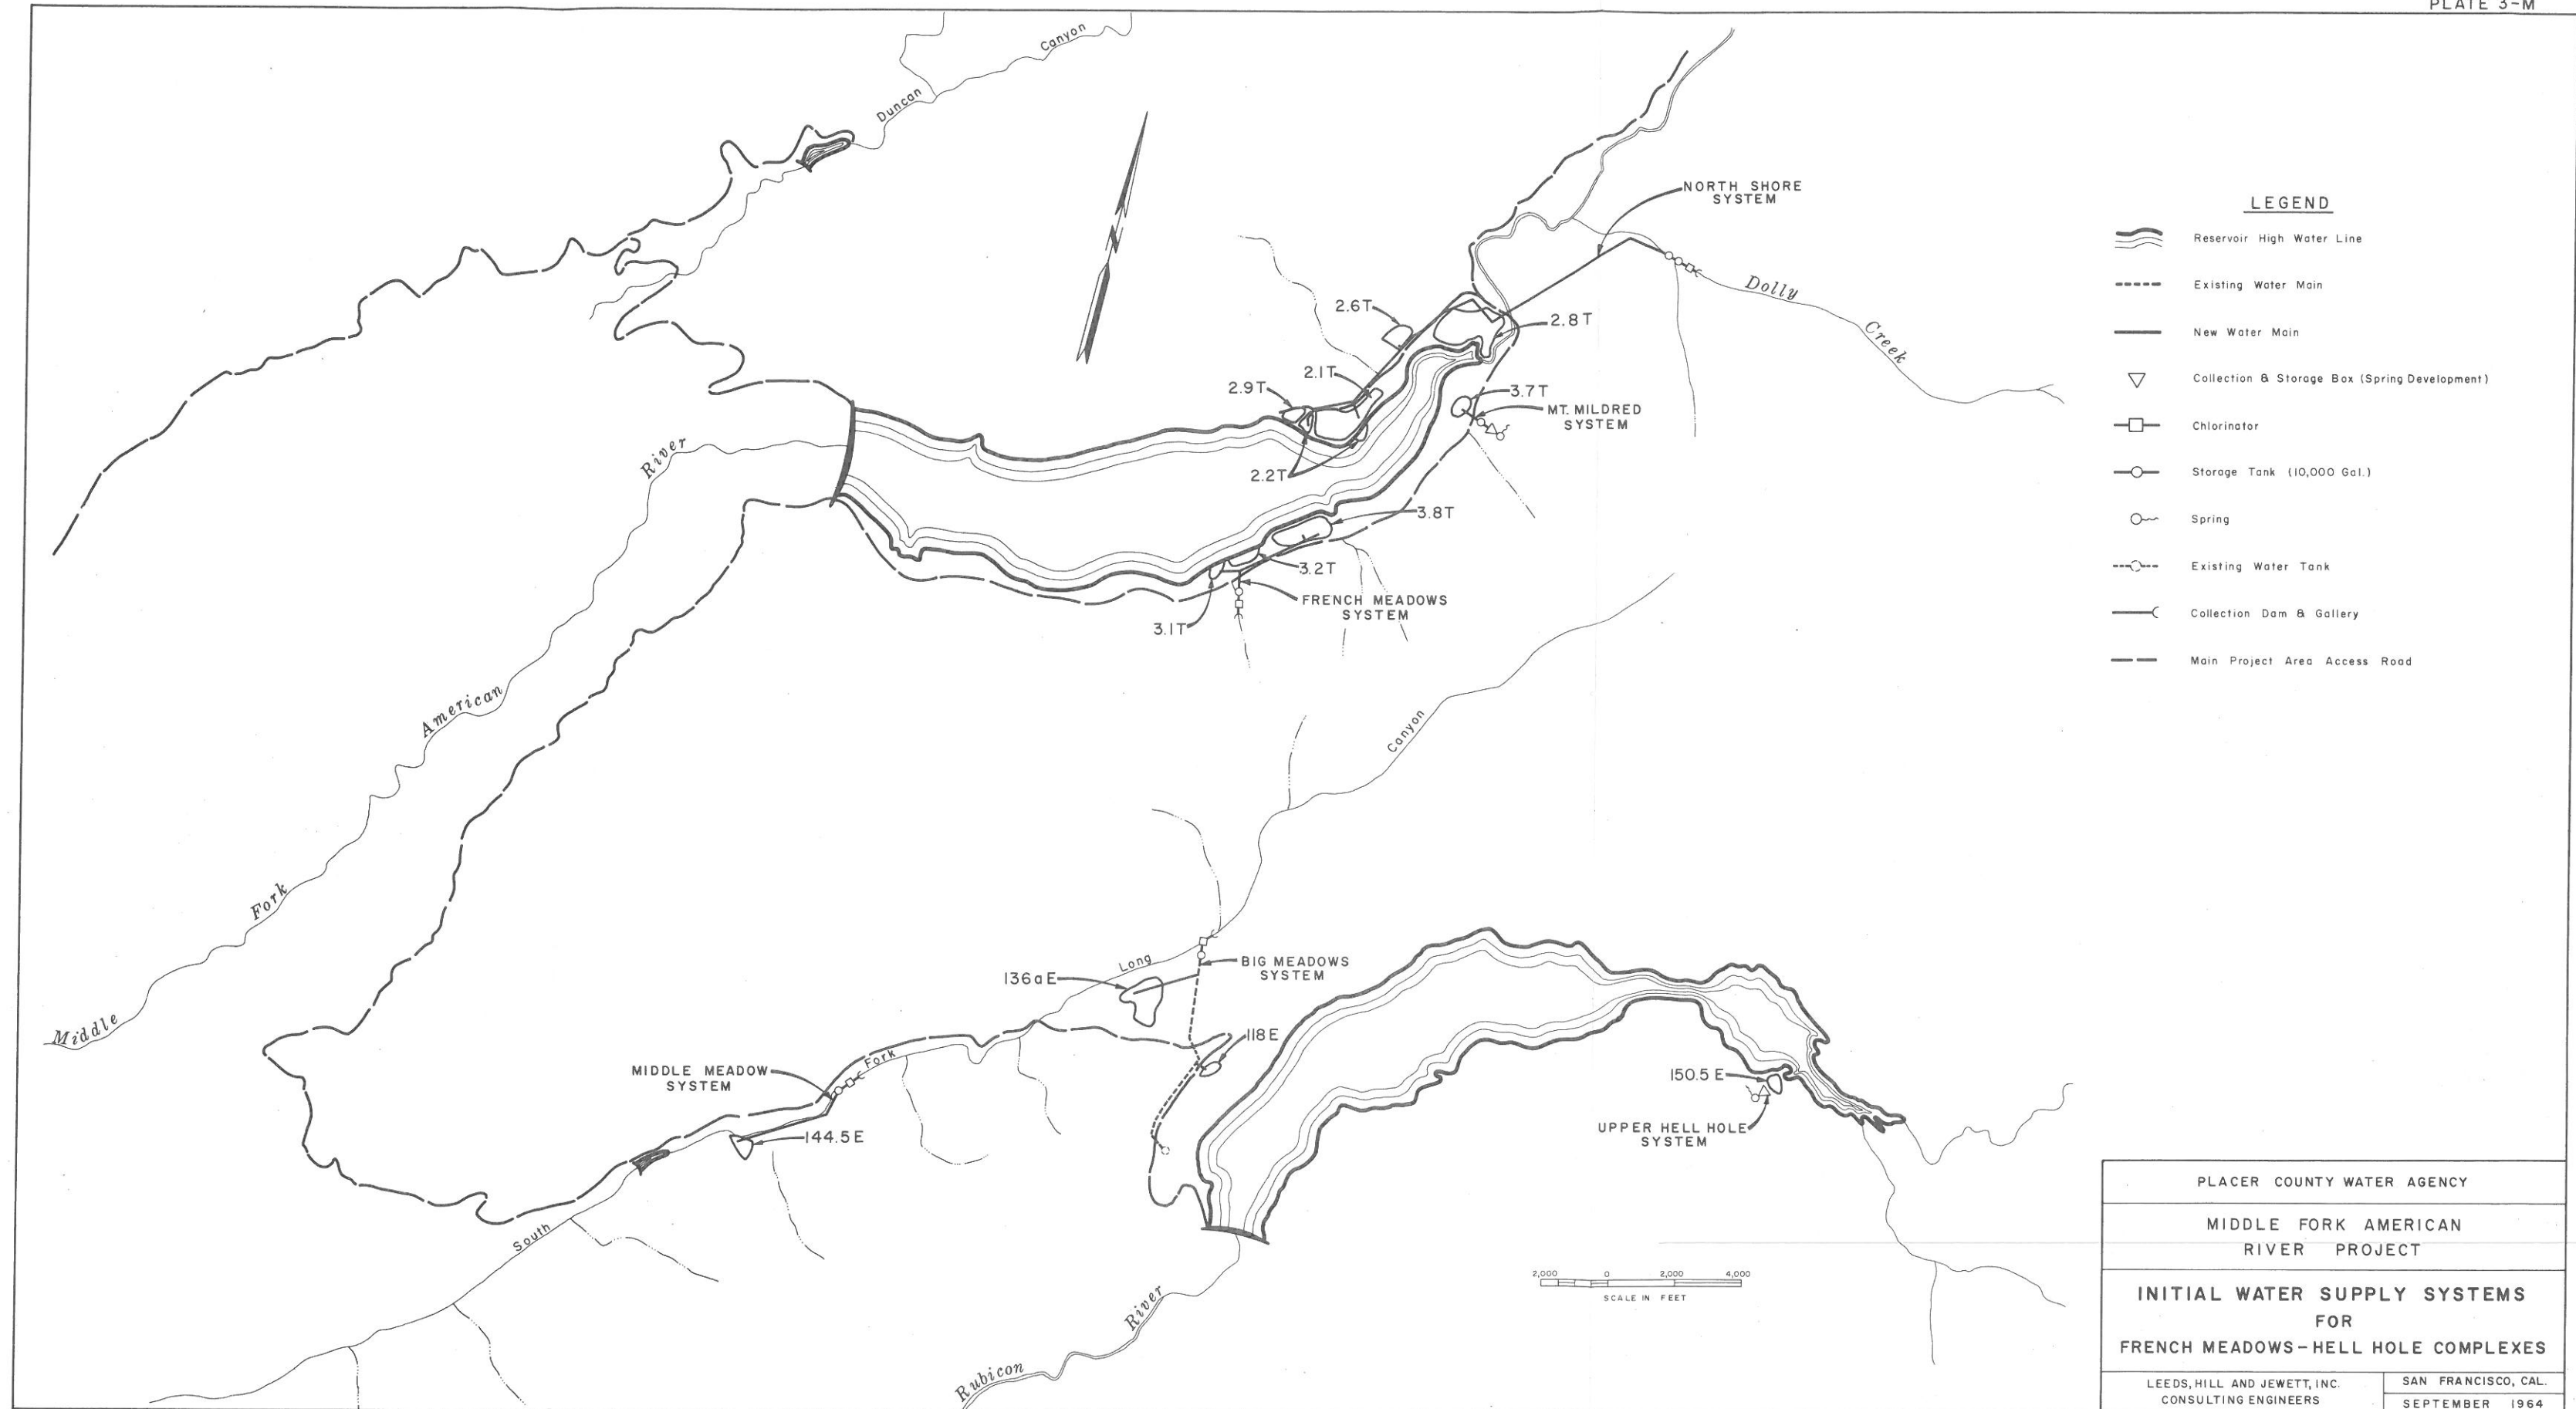 PLATE 3-M
Canyon
Duncan
N
NORTH SHORE
SYSTEM
Dolly
Creek
2.6T
2.8T
2.1T
2.9T
3.7T
MT. MILDRED
SYSTEM
2.2T
3.8T
3.2T
FRENCH MEADOWS
SYSTEM
3.1T
River
American
Fork
Middle
Canyon
Long
BIG MEADOWS
SYSTEM
136aE
118E
Fork
MIDDLE MEADOW
SYSTEM
144.5E
South
150.5E
UPPER HELL HOLE
SYSTEM
River
Rubicon
2,000 0 2,000 4,000
SCALE IN FEET
LEGEND
Reservoir High Water Line
Existing Water Main
New Water Main
Collection & Storage Box (Spring Development)
Chlorinator
Storage Tank (10,000 Gal.)
Spring
Existing Water Tank
Collection Dam & Gallery
Main Project Area Access Road
PLACER COUNTY WATER AGENCY
MIDDLE FORK AMERICAN
RIVER PROJECT
INITIAL WATER SUPPLY SYSTEMS
FOR
FRENCH MEADOWS-HELL HOLE COMPLEXES
LEEDS, HILL AND JEWETT, INC.
CONSULTING ENGINEERS
SAN FRANCISCO, CAL.
SEPTEMBER 1964